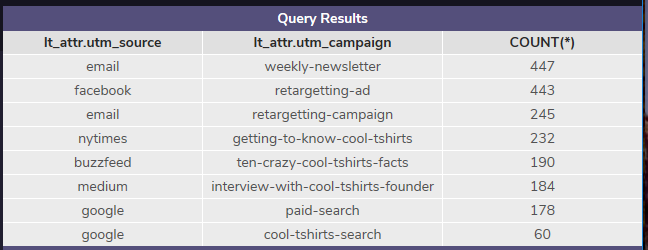 Query Results
lt_attr.utm_source lt_attr.utm_campaign COUNT(*)
email weekly-newsletter 447
facebook retargetting-ad 443
email retargetting-campaign 245
nytimes getting-to-know-cool-tshirts 232
buzzfeed ten-crazy-cool-tshirts-facts 190
medium interview-with-cool-tshirts-founder 184
google paid-search 178
google cool-tshirts-search 60